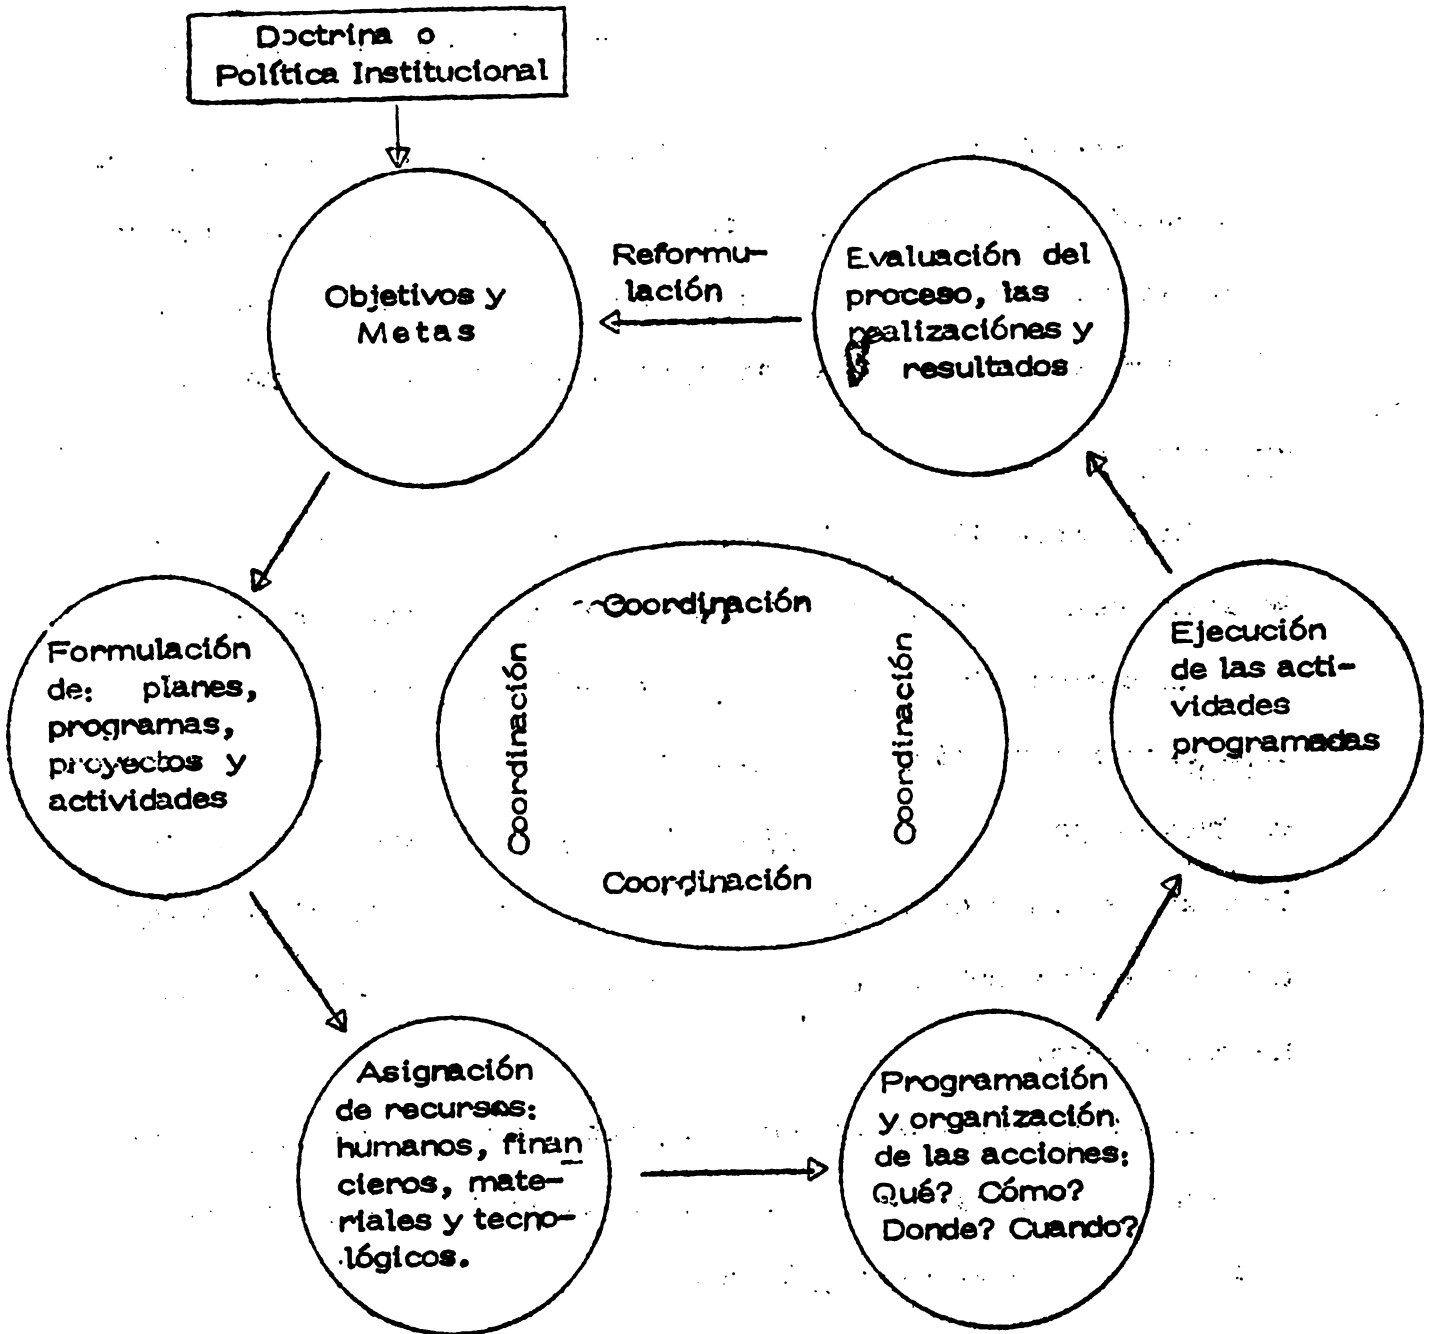 Doctrina o
Política Institucional
Objetivos y
Metas
Reformu-
lación
Evaluación del
proceso, las
realizaciónes y
resultados
Formulación
de: planes,
programas,
proyectos y
actividades
Coordinación
Coordinación
Coordinación
Coordinación
Ejecución
de las acti-
vidades
programadas
Asignación
de recursos:
humanos, finan
cieros, mate-
riales y tecno-
lógicos.
Programación
y organización
de las acciones:
Qué? Cómo?
Donde? Cuando?